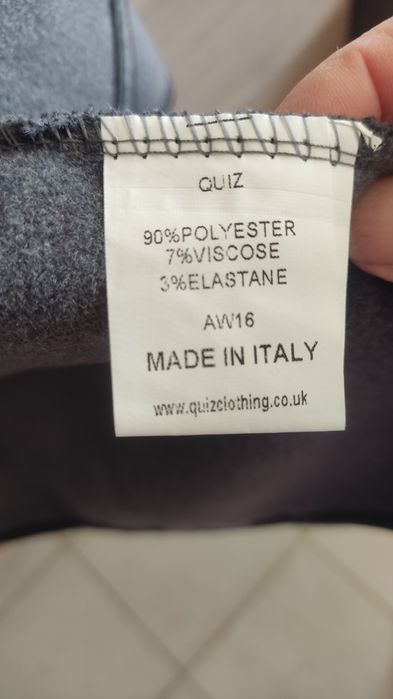 QUIZ
90%POLYESTER
7%VISCOSE
3%ELASTANE
AW16
MADE IN ITALY
www.quizclothing.co.uk